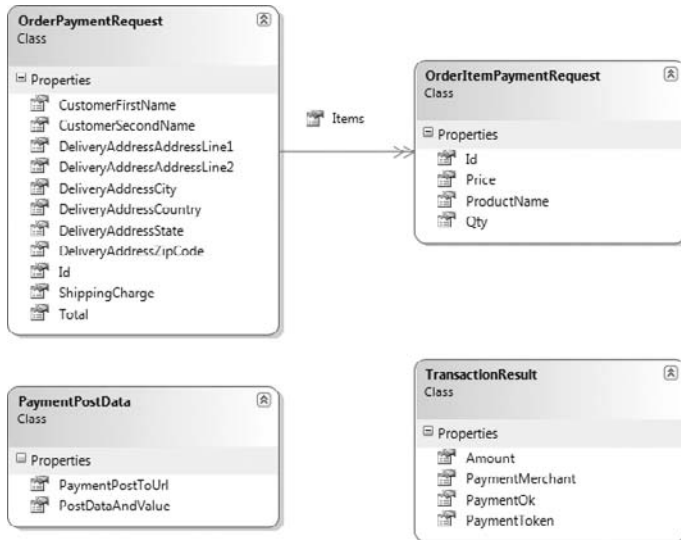 OrderPaymentRequest
Class
Properties
CustomerFirstName
CustomerSecondName
DeliveryAddressAddressLine1
DeliveryAddressAddressLine2
DeliveryAddressCity
DeliveryAddressCountry
DeliveryAddressState
DeliveryAddressZipCode
Id
ShippingCharge
Total
Items
OrderItemPaymentRequest
Class
Properties
Id
Price
ProductName
Qty
PaymentPostData
Class
Properties
PaymentPostToUrl
PostDataAndValue
TransactionResult
Class
Properties
Amount
PaymentMerchant
PaymentOk
PaymentToken